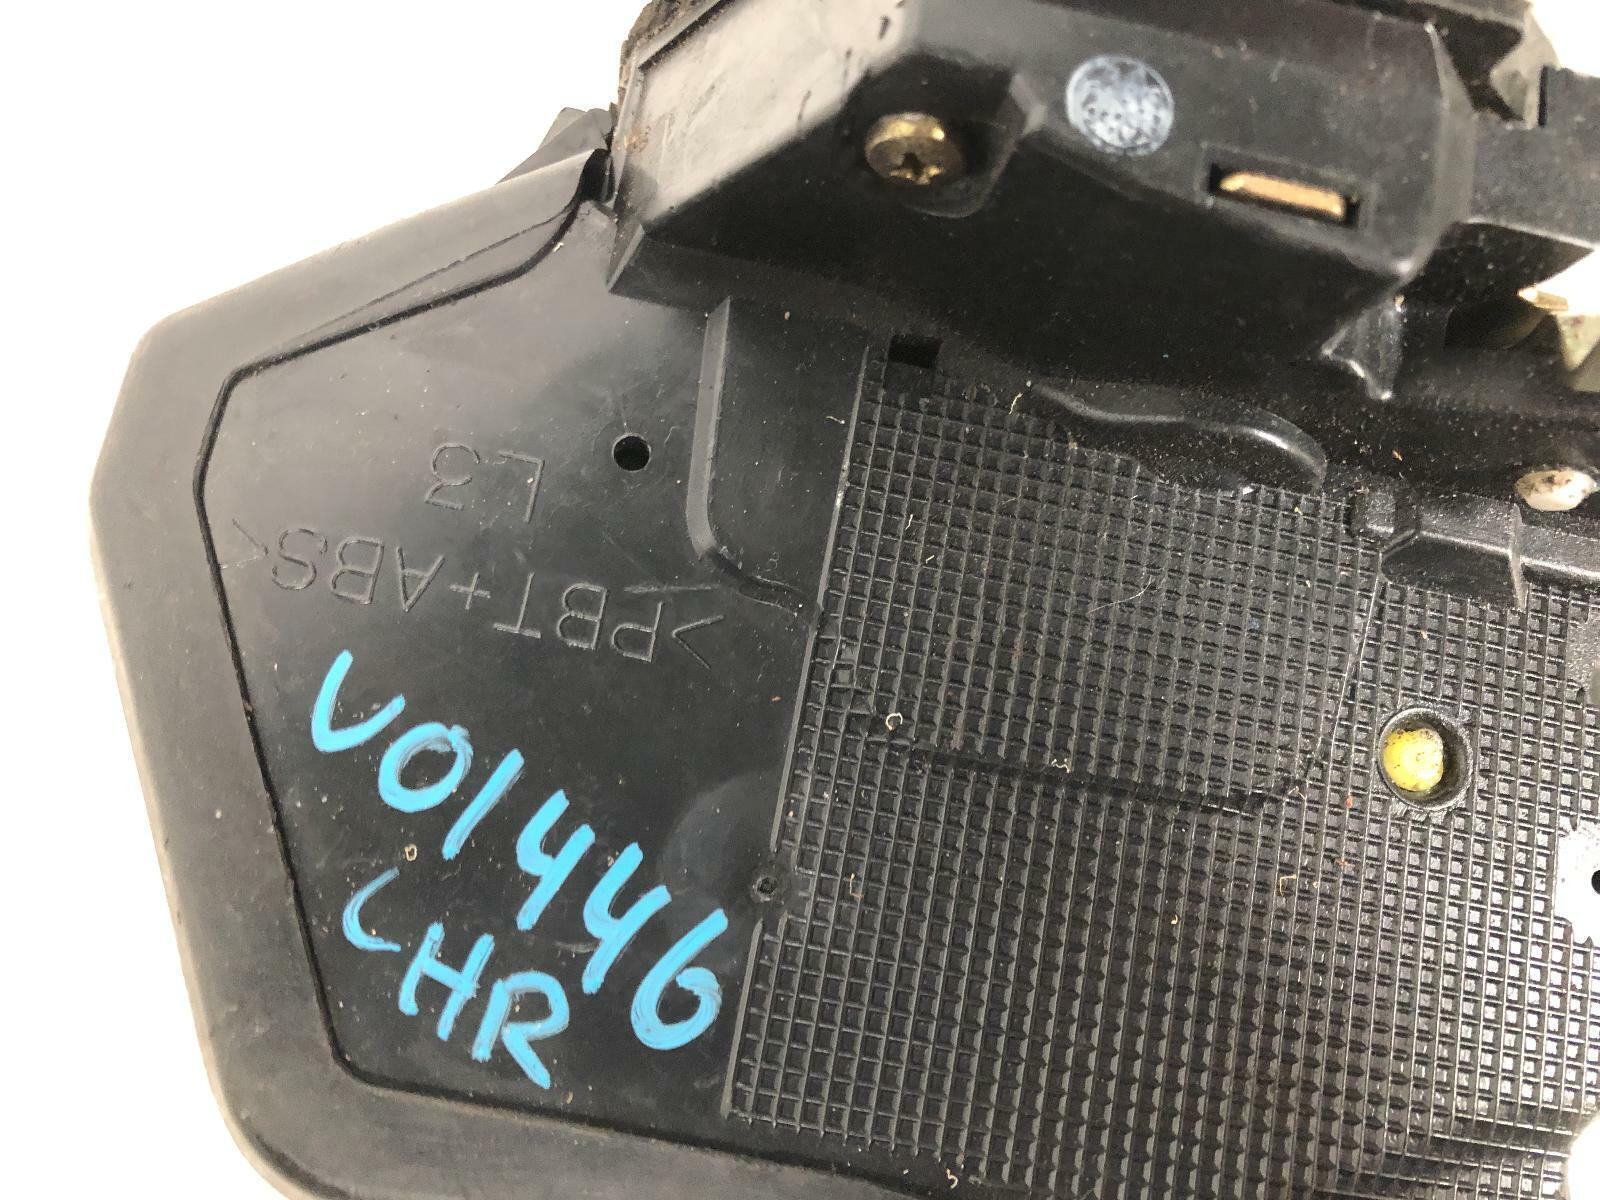 L3
>PBT+ABS<
V01446
LHR